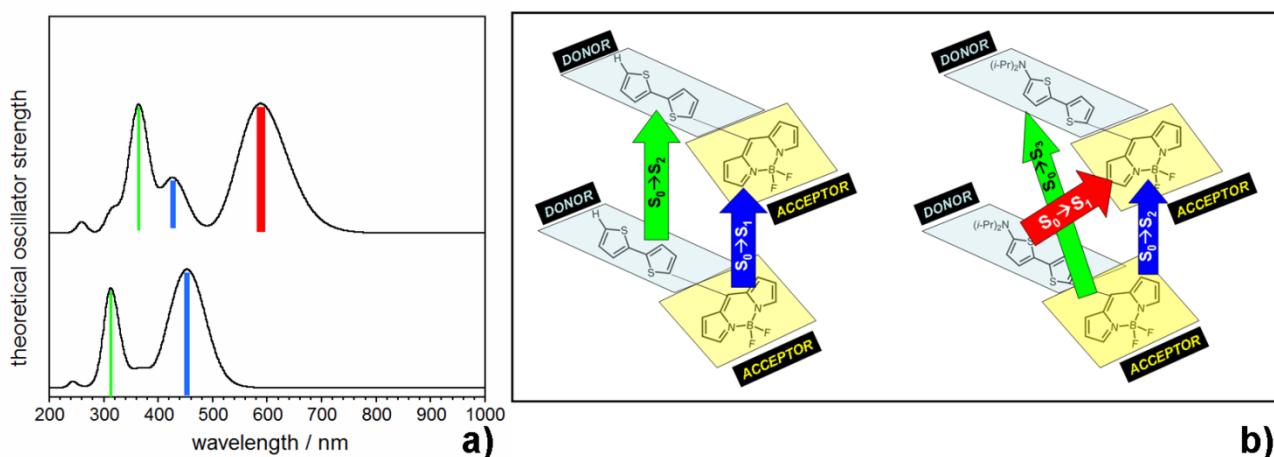 theoretical oscillator strength
200 300 400 500 600 700 800 900 1000
wavelength / nm
a)
DONOR
H
S
S
S₀→S₂
N
N
B
F
F
ACCEPTOR
DONOR
H
S
S
S₀→S₁
N
N
B
F
F
ACCEPTOR
DONOR
(i-Pr)₂N
S
S
S₀→S₃
N
N
B
F
F
ACCEPTOR
S₀→S₁
DONOR
(i-Pr)₂N
S
S
S₀→S₂
N
N
B
F
F
ACCEPTOR
b)